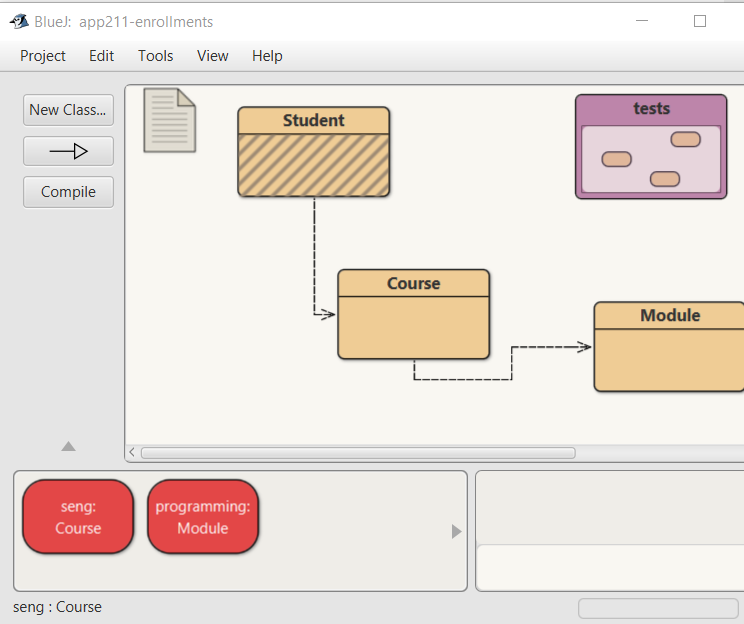 BlueJ: app211-enrollments
Project Edit Tools View Help
New Class...
Compile
Student
tests
Course
Module
seng:
Course
programming:
Module
seng : Course